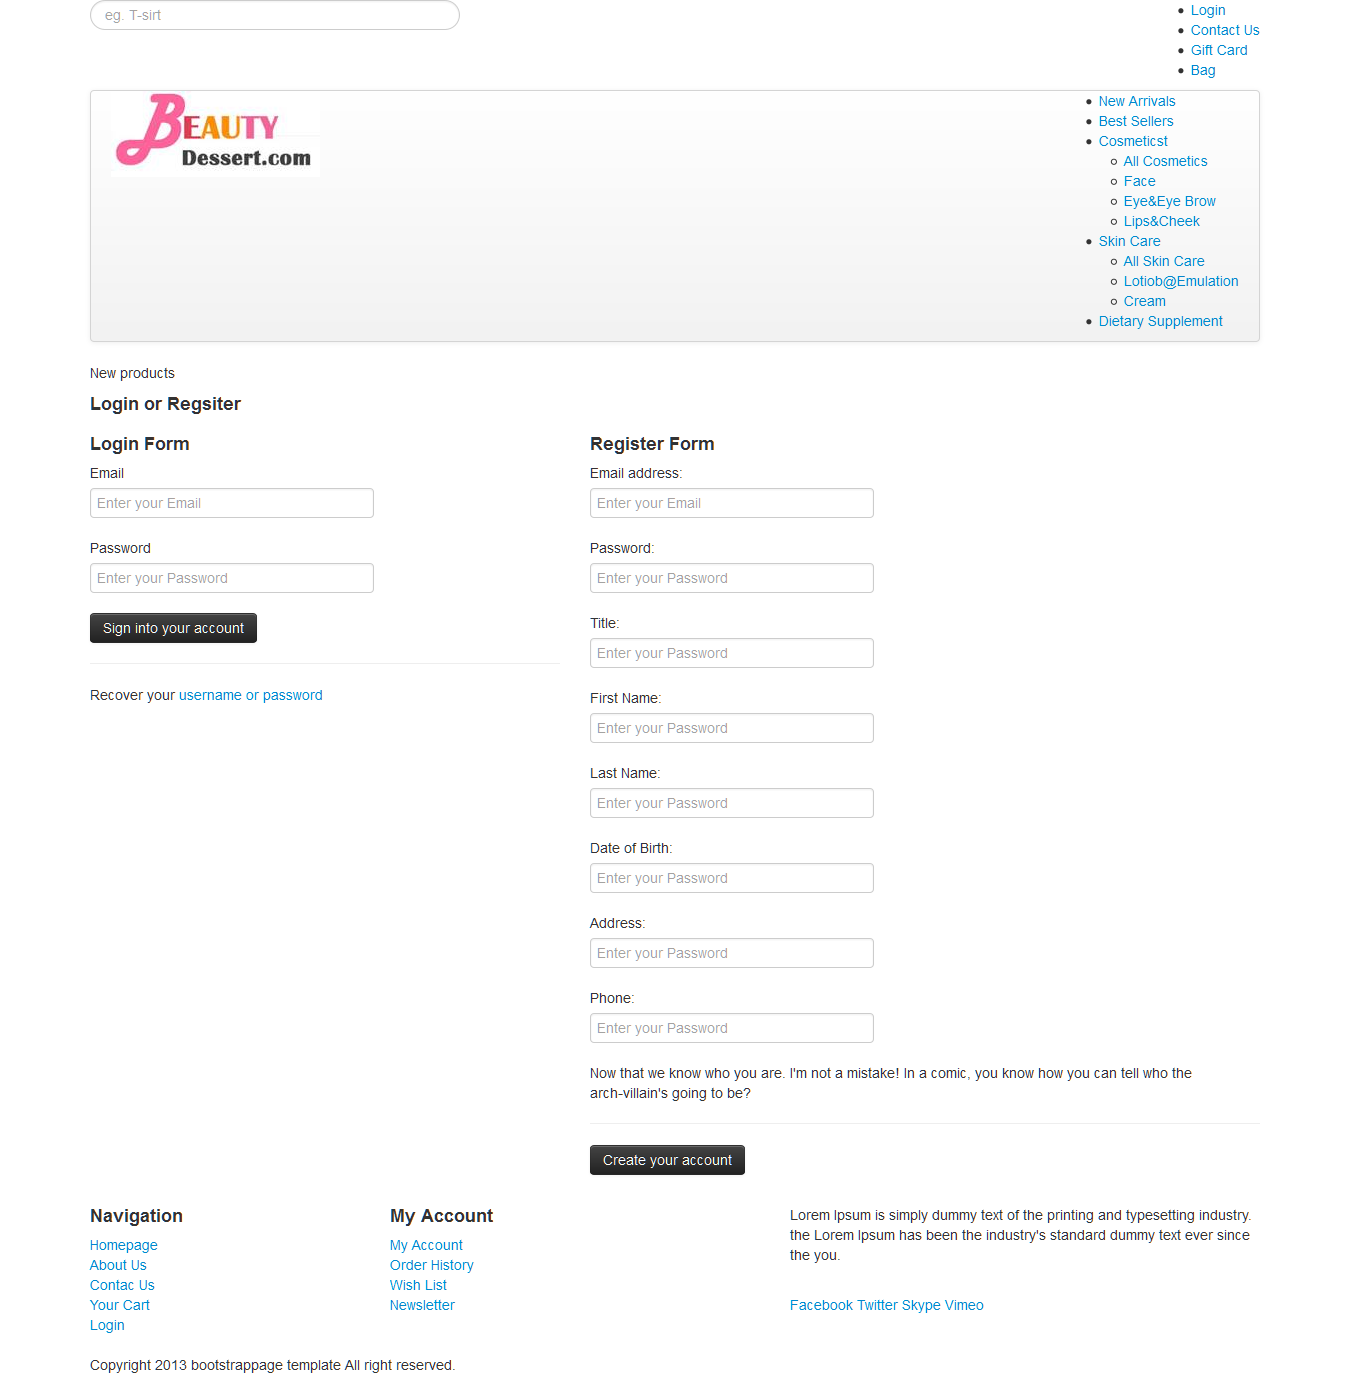 eg. T-sirt
Login
Contact Us
Gift Card
Bag
BEAUTY
Dessert.com
New Arrivals
Best Sellers
Cosmeticst
All Cosmetics
Face
Eye&Eye Brow
Lips&Cheek
Skin Care
All Skin Care
Lotiob@Emulation
Cream
Dietary Supplement
New products
Login or Regsiter
Login Form
Email
Enter your Email
Password
Enter your Password
Sign into your account
Recover your username or password
Register Form
Email address:
Enter your Email
Password:
Enter your Password
Title:
Enter your Password
First Name:
Enter your Password
Last Name:
Enter your Password
Date of Birth:
Enter your Password
Address:
Enter your Password
Phone:
Enter your Password
Now that we know who you are. I'm not a mistake! In a comic, you know how you can tell who the
arch-villain's going to be?
Create your account
Navigation
Homepage
About Us
Contac Us
Your Cart
Login
My Account
My Account
Order History
Wish List
Newsletter
Lorem Ipsum is simply dummy text of the printing and typesetting industry.
the Lorem Ipsum has been the industry's standard dummy text ever since
the you.
Facebook Twitter Skype Vimeo
Copyright 2013 bootstrappage template All right reserved.